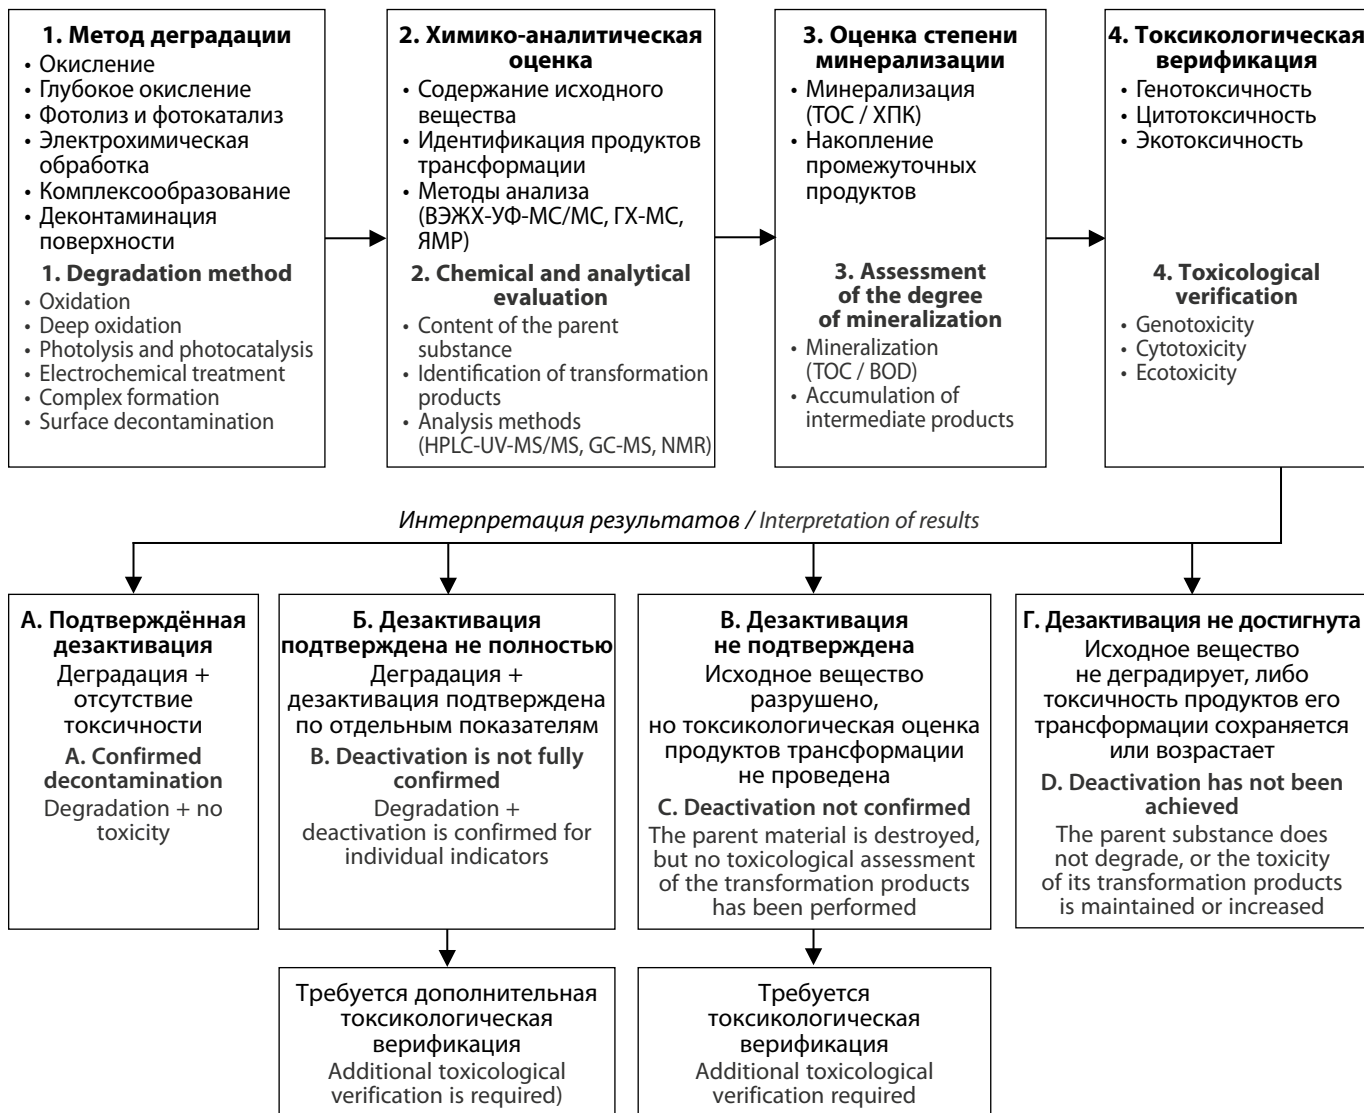 1. Метод деградации
• Окисление
• Глубокое окисление
• Фотолиз и фотокатализ
• Электрохимическая
обработка
• Комплексообразование
• Деконтаминация
поверхности
1. Degradation method
• Oxidation
• Deep oxidation
• Photolysis and photocatalysis
• Electrochemical treatment
• Complex formation
• Surface decontamination
2. Химико-аналитическая
оценка
• Содержание исходного
вещества
• Идентификация продуктов
трансформации
• Методы анализа
(ВЭЖХ-УФ-МС/МС, ГХ-МС,
ЯМР)
2. Chemical and analytical
evaluation
• Content of the parent
substance
• Identification of transformation
products
• Analysis methods
(HPLC-UV-MS/MS, GC-MS, NMR)
3. Оценка степени
минерализации
• Минерализация
(TOC / ХПК)
• Накопление
промежуточных
продуктов
3. Assessment
of the degree
of mineralization
• Mineralization
(TOC / BOD)
• Accumulation of
intermediate products
4. Токсикологическая
верификация
• Генотоксичность
• Цитотоксичность
• Экотоксичность
4. Toxicological
verification
• Genotoxicity
• Cytotoxicity
• Ecotoxicity
Интерпретация результатов / Interpretation of results
А. Подтверждённая
дезактивация
Деградация +
отсутствие
токсичности
A. Confirmed
decontamination
Degradation + no
toxicity
Б. Дезактивация
подтверждена не полностью
Деградация +
дезактивация подтверждена
по отдельным показателям
B. Deactivation is not fully
confirmed
Degradation +
deactivation is confirmed for
individual indicators
В. Дезактивация
не подтверждена
Исходное вещество
разрушено,
но токсикологическая оценка
продуктов трансформации
не проведена
C. Deactivation not confirmed
The parent material is destroyed,
but no toxicological assessment
of the transformation products
has been performed
Г. Дезактивация не достигнута
Исходное вещество
не деградирует, либо
токсичность продуктов его
трансформации сохраняется
или возрастает
D. Deactivation has not been
achieved
The parent substance does
not degrade, or the toxicity
of its transformation products
is maintained or increased
Требуется дополнительная
токсикологическая
верификация
Additional toxicological
verification is required)
Требуется
токсикологическая
верификация
Additional toxicological
verification required